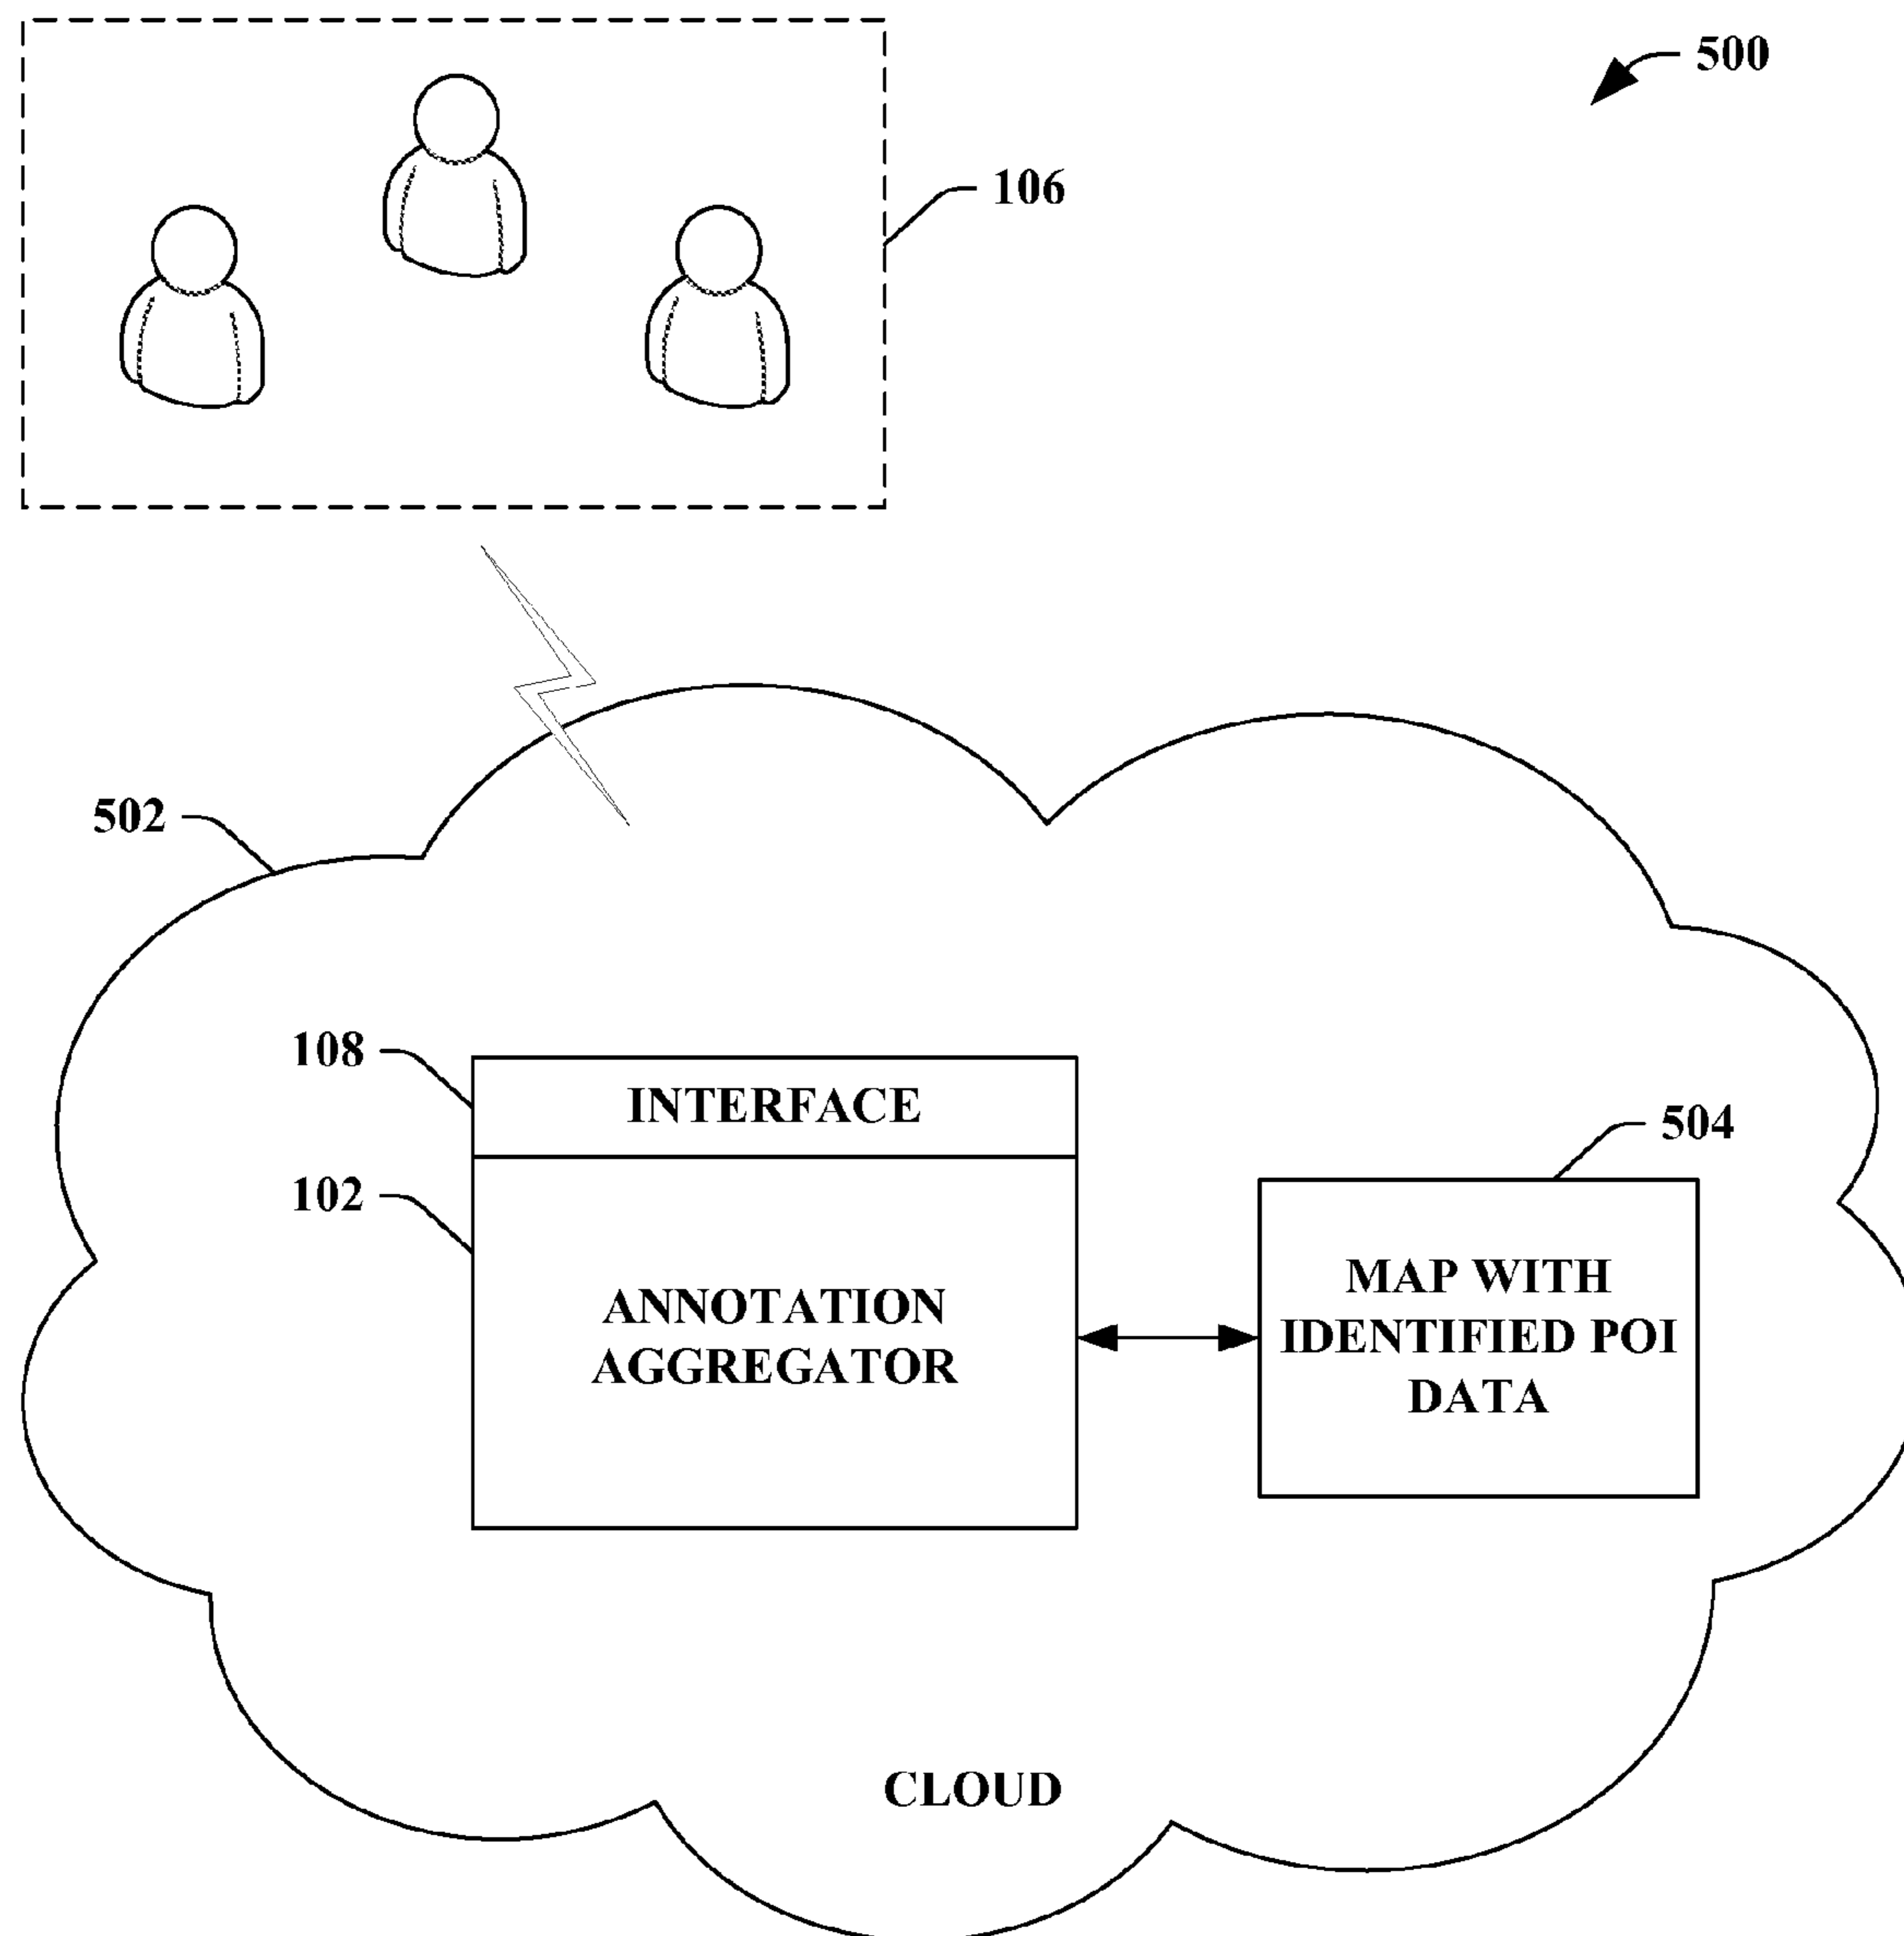 500
106
502
108
INTERFACE
504
102
MAP WITH
IDENTIFIED POI
DATA
ANNOTATION
AGGREGATOR
CLOUD